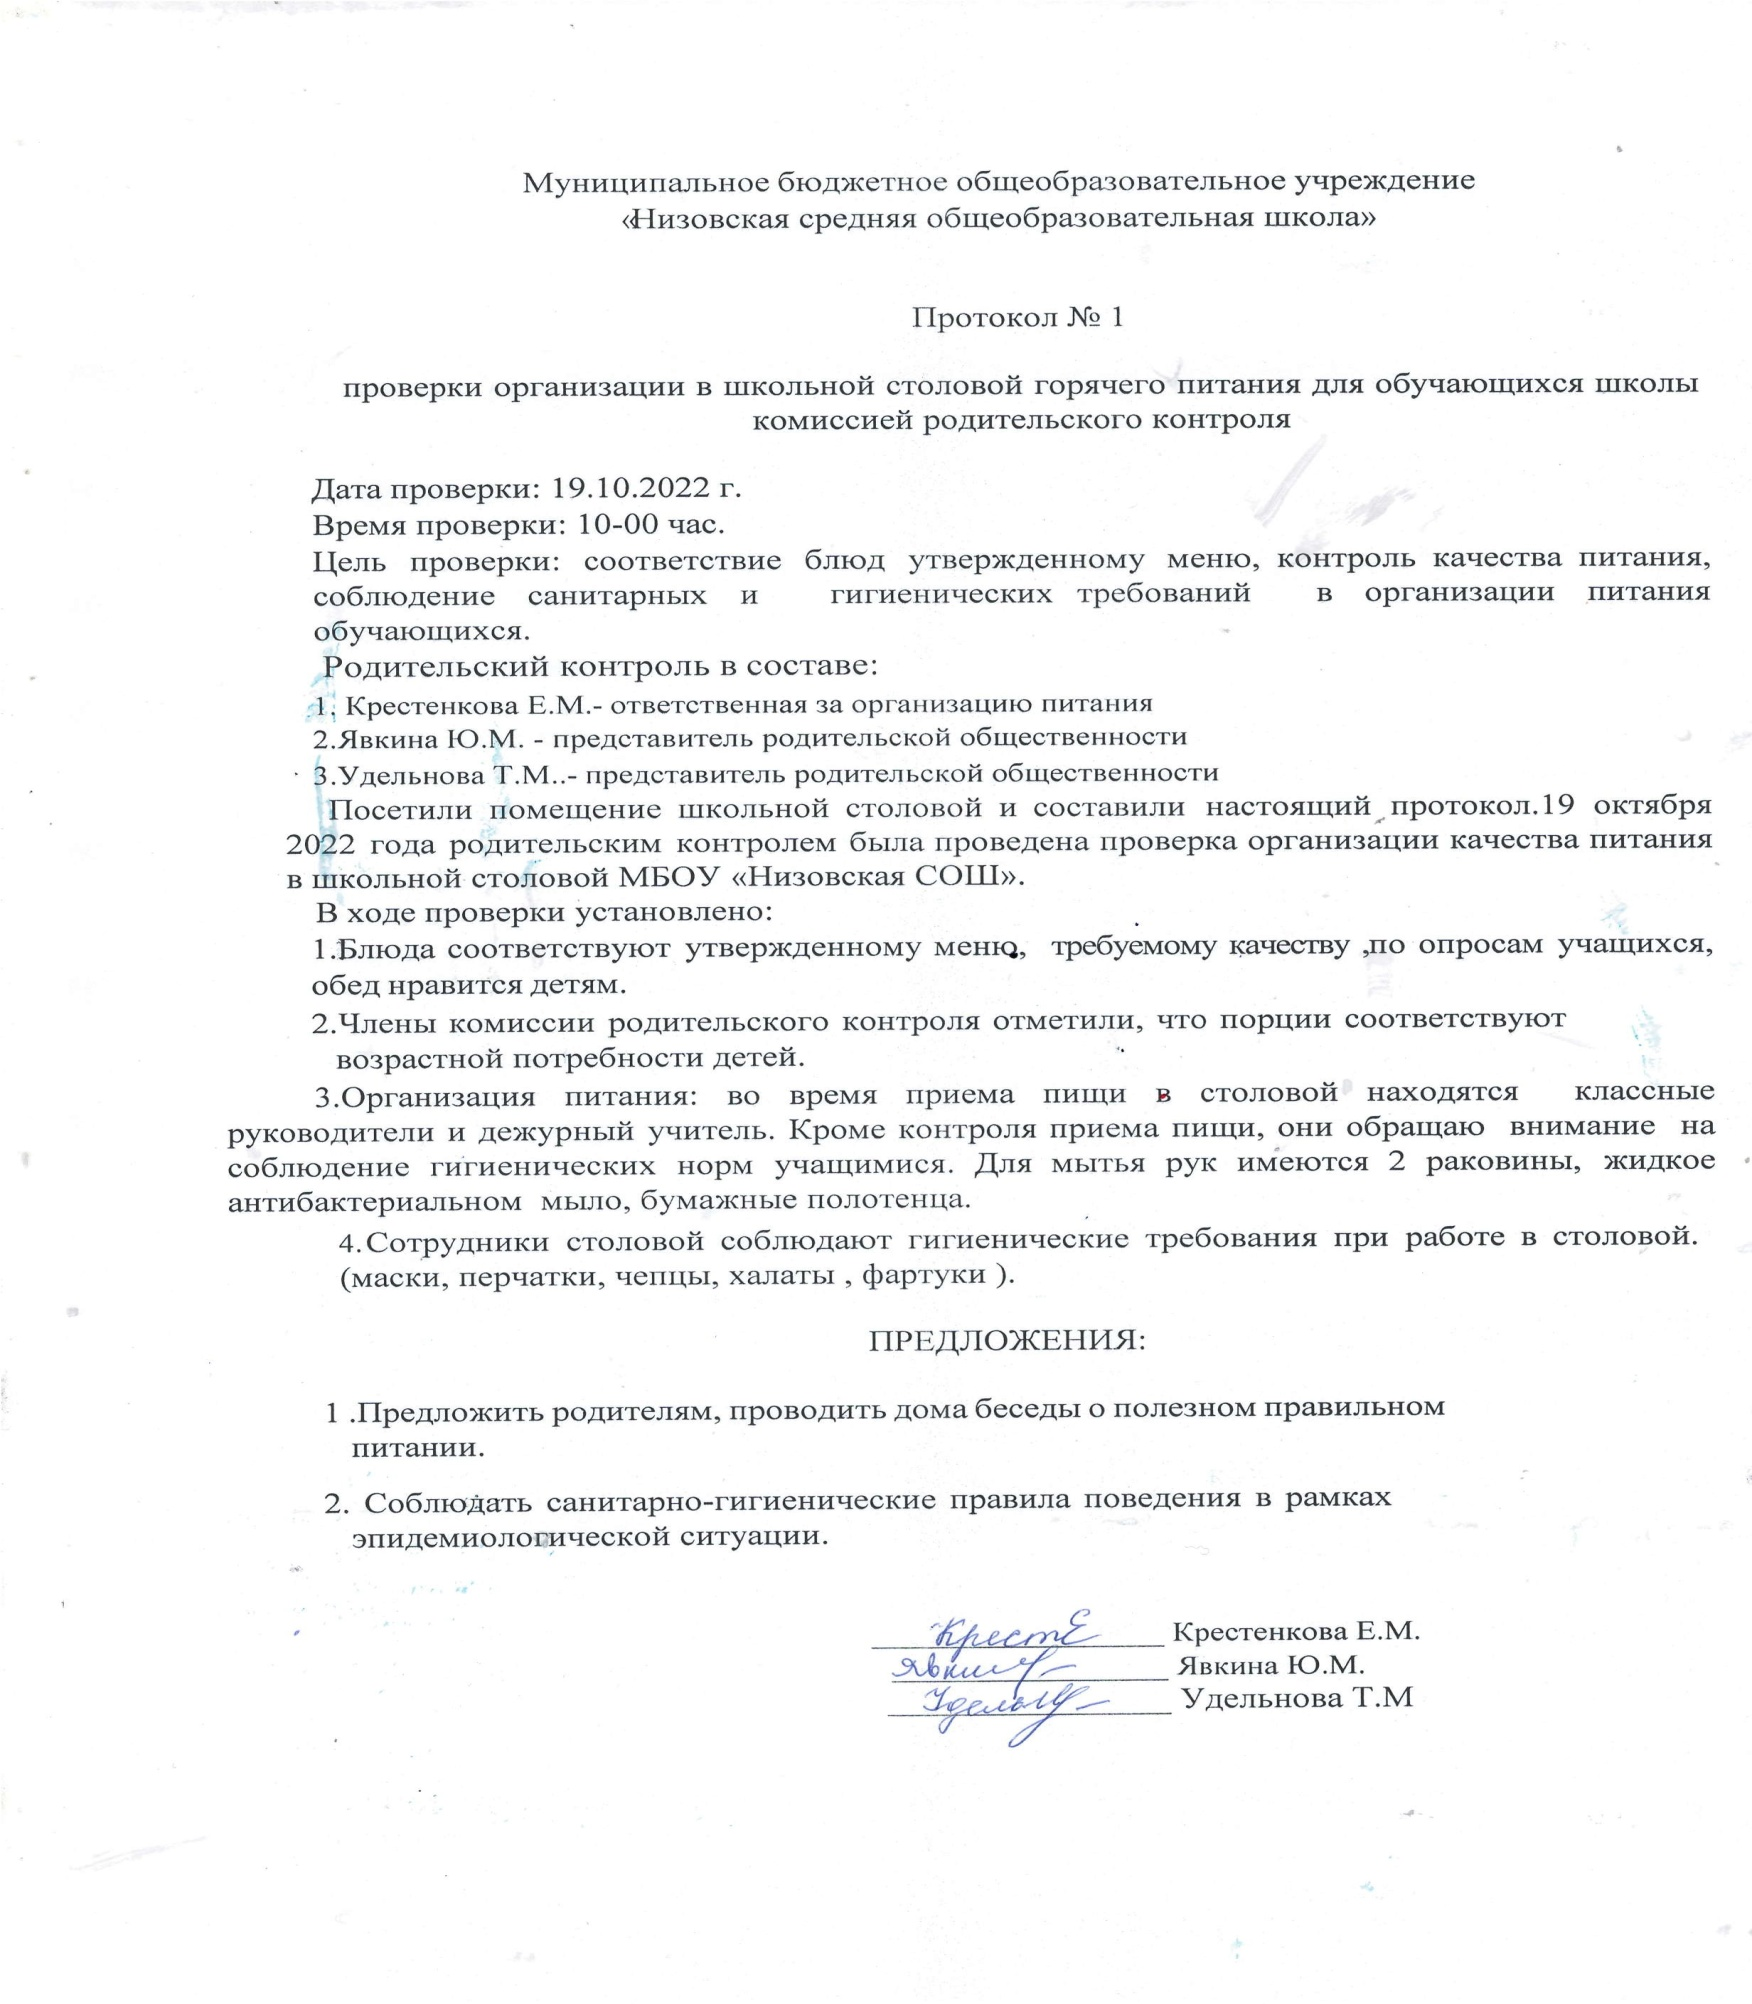 Муниципальное бюджетное общеобразовательное учреждение
«Низовская средняя общеобразовательная школа»
Протокол № 1
проверки организации в школьной столовой горячего питания для обучающихся школы
комиссией родительского контроля
Дата проверки: 19.10.2022 г.
Время проверки: 10-00 час.
Цель проверки: соответствие блюд утвержденному меню, контроль качества питания,
соблюдение санитарных и гигиенических требований в организации питания
обучающихся.
Родительский контроль в составе:
1. Крестенкова Е.М.- ответственная за организацию питания
2.Явкина Ю.М. - представитель родительской общественности
3.Удельнова Т.М..- представитель родительской общественности
Посетили помещение школьной столовой и составили настоящий протокол.19 октября
2022 года родительским контролем была проведена проверка организации качества питания
в школьной столовой МБОУ «Низовская СОШ».
В ходе проверки установлено:
1.Блюда соответствуют утвержденному меню, требуемому качеству ,по опросам учащихся,
обед нравится детям.
2.Члены комиссии родительского контроля отметили, что порции соответствуют
возрастной потребности детей.
3.Организация питания: во время приема пищи в столовой находятся классные
руководители и дежурный учитель. Кроме контроля приема пищи, они обращаю внимание на
соблюдение гигиенических норм учащимися. Для мытья рук имеются 2 раковины, жидкое
антибактериальном мыло, бумажные полотенца.
4.Сотрудники столовой соблюдают гигиенические требования при работе в столовой.
(маски, перчатки, чепцы, халаты , фартуки ).
ПРЕДЛОЖЕНИЯ:
1 .Предложить родителям, проводить дома беседы о полезном правильном
питании.
2. Соблюдать санитарно-гигиенические правила поведения в рамках
эпидемиологической ситуации.
Крестенкова Е.М.
Явкина Ю.М.
Удельнова Т.М